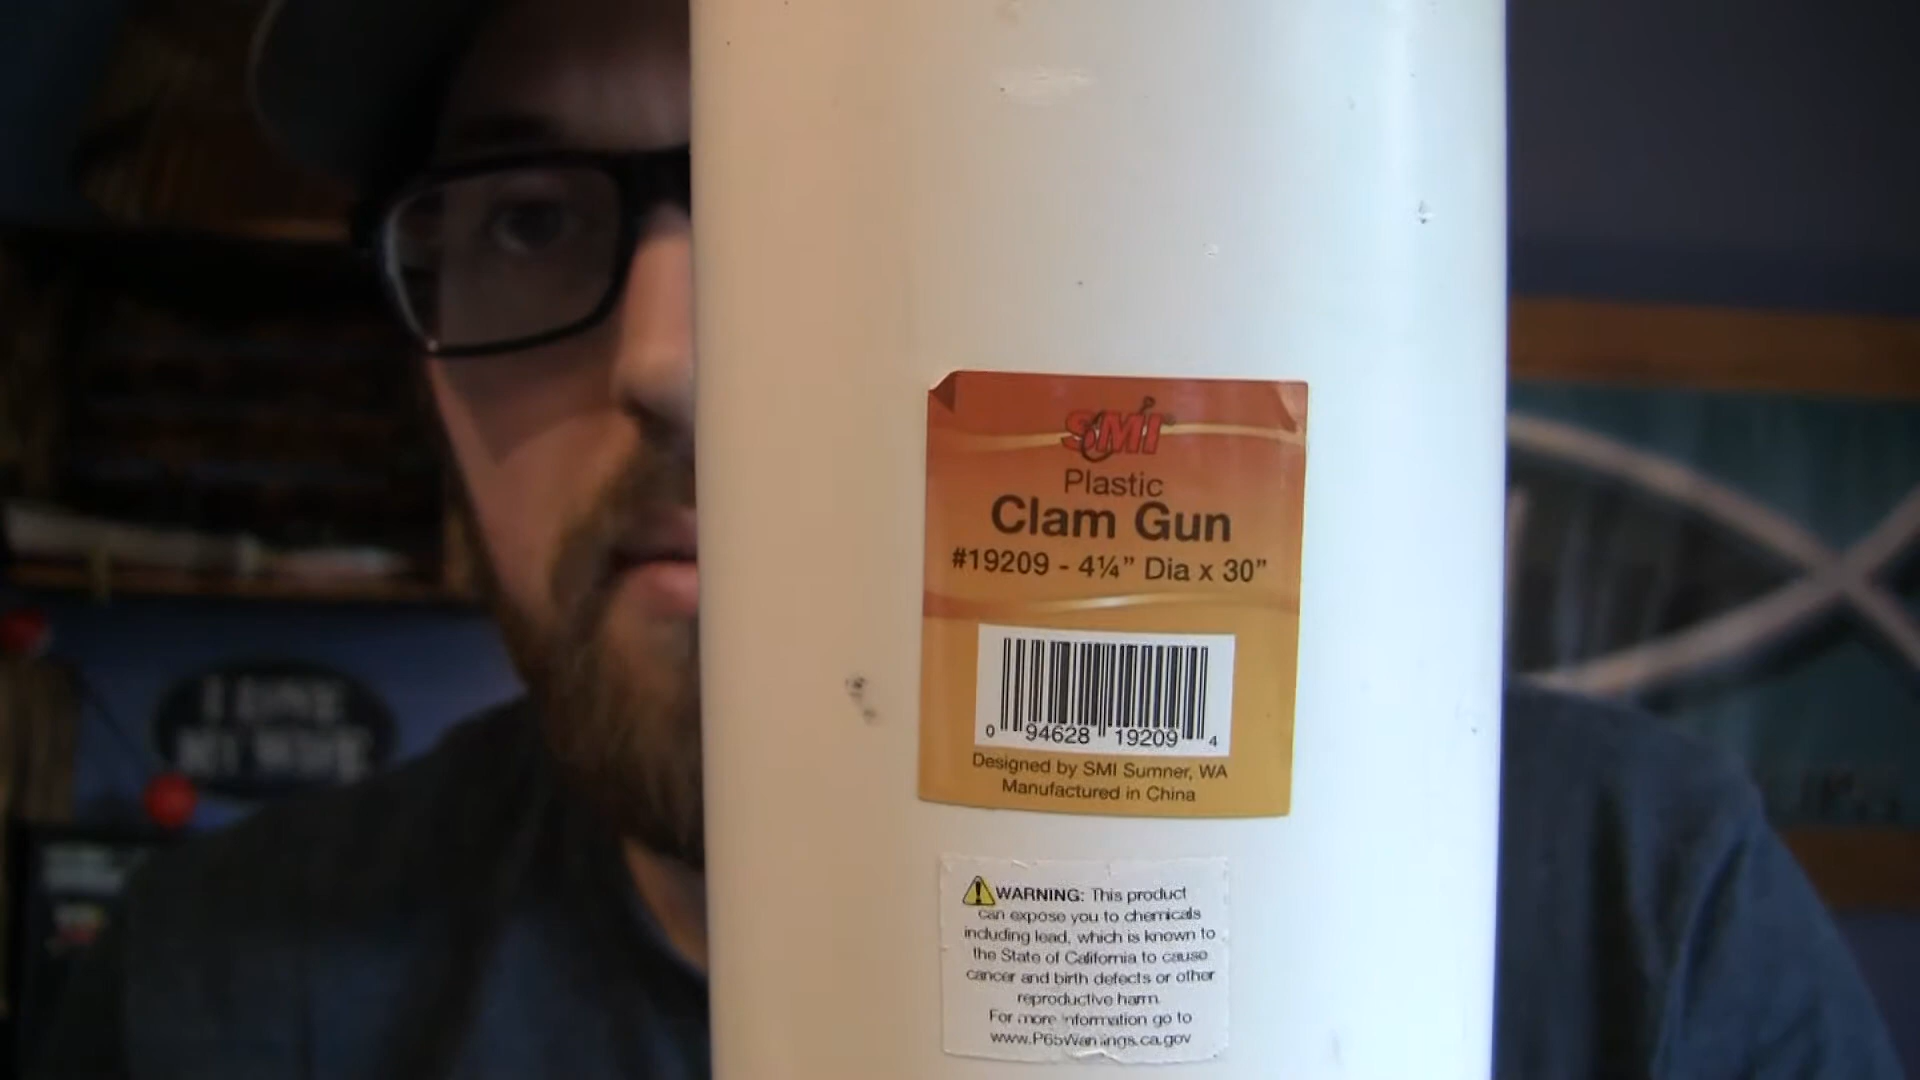 SMI
Plastic
Clam Gun
#19209 - 4¼” Dia x 30”
0 94628 19209 4
Designed by SMI Sumner, WA
Manufactured in China
WARNING: This product
can expose you to chemicals
including lead, which is known to
the State of California to cause
cancer and birth defects or other
reproductive harm.
For more information go to
www.P65Warnings.ca.gov
I LOVE
MY WIFE